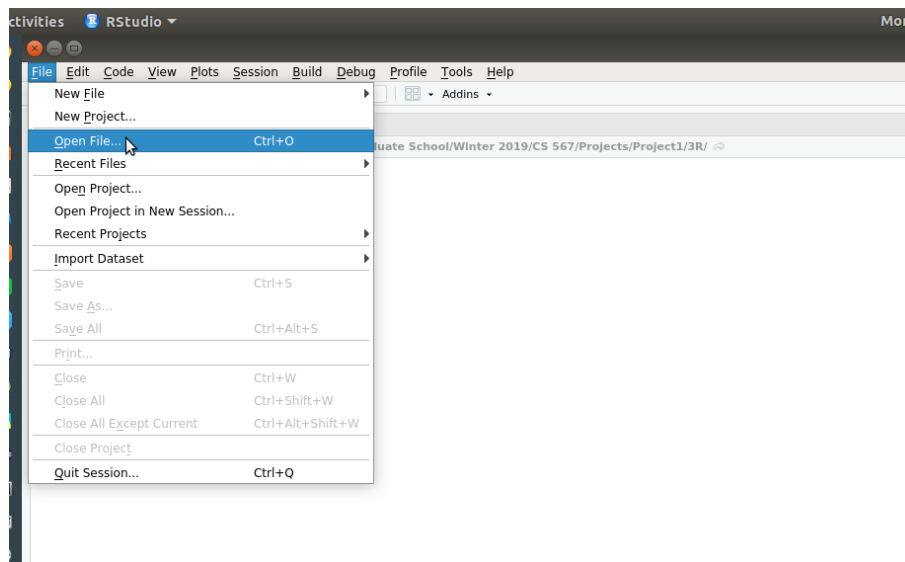 ctivities RStudio Mor
File Edit Code View Plots Session Build Debug Profile Tools Help
New File Addins
New Project...
Open File... Ctrl+O
uate School/Winter 2019/CS 567/Projects/Project1/3R/
Recent Files
Open Project...
Open Project in New Session...
Recent Projects
Import Dataset
Save Ctrl+S
Save As...
Save All Ctrl+Alt+S
Print...
Close Ctrl+W
Close All Ctrl+Shift+W
Close All Except Current Ctrl+Alt+Shift+W
Close Project
Quit Session... Ctrl+Q